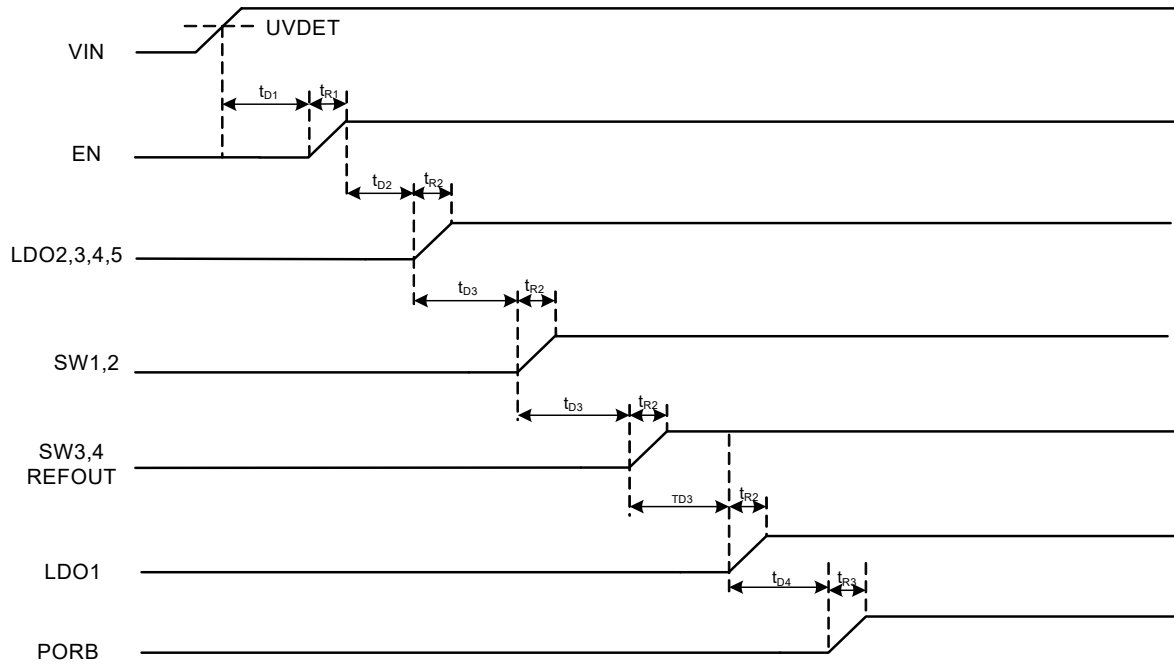 UVDET
VIN
tD1
tR1
EN
tD2
tR2
LDO2,3,4,5
tD3
tR2
SW1,2
tD3
tR2
SW3,4
REFOUT
TD3
tR2
LDO1
tD4
tR3
PORB